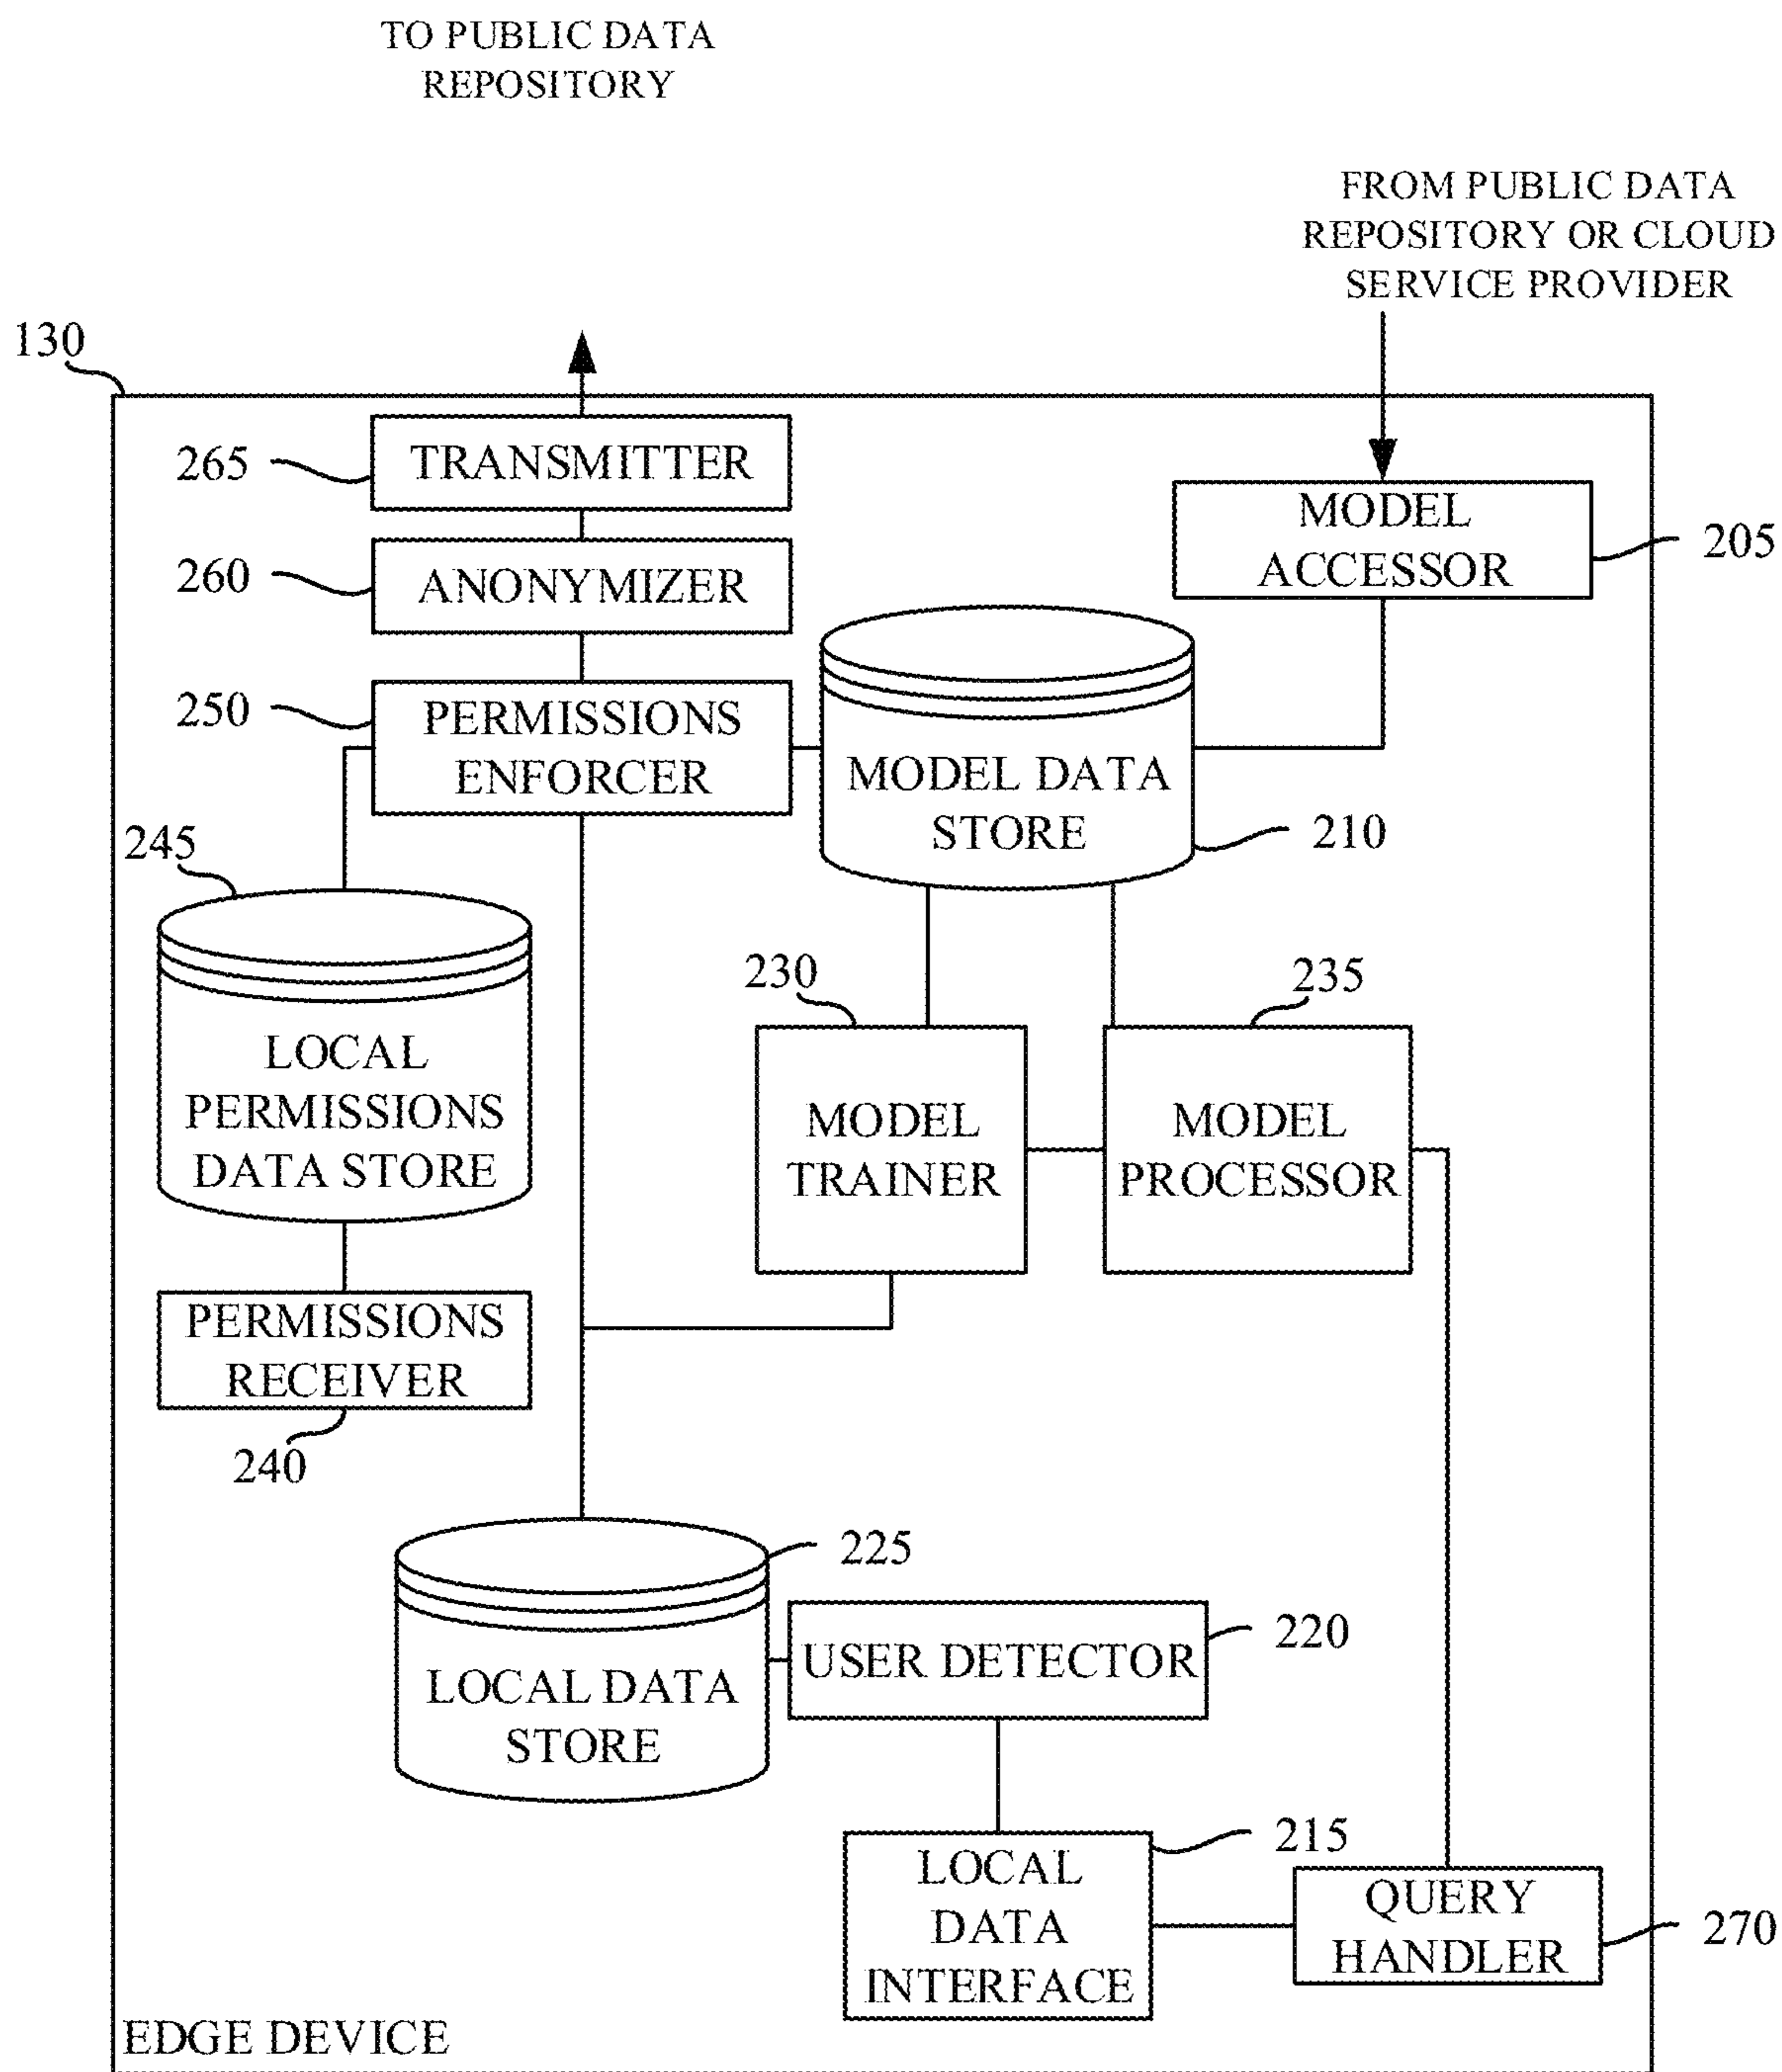 TO PUBLIC DATA
REPOSITORY
FROM PUBLIC DATA
REPOSITORY OR CLOUD
SERVICE PROVIDER
130
265
TRANSMITTER
MODEL
ACCESSOR
205
260
ANONYMIZER
250
PERMISSIONS
ENFORCER
MODEL DATA
STORE
210
245
LOCAL
PERMISSIONS
DATA STORE
230
MODEL
TRAINER
235
MODEL
PROCESSOR
PERMISSIONS
RECEIVER
240
225
LOCAL DATA
STORE
USER DETECTOR
220
215
LOCAL
DATA
INTERFACE
QUERY
HANDLER
270
EDGE DEVICE